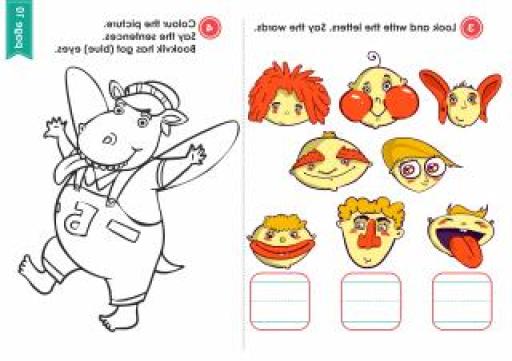 3 Look and write the letters. Say the words.
4 Colour the picture.
Say the sentences.
Bookvik has got (blue) eyes.
page 10